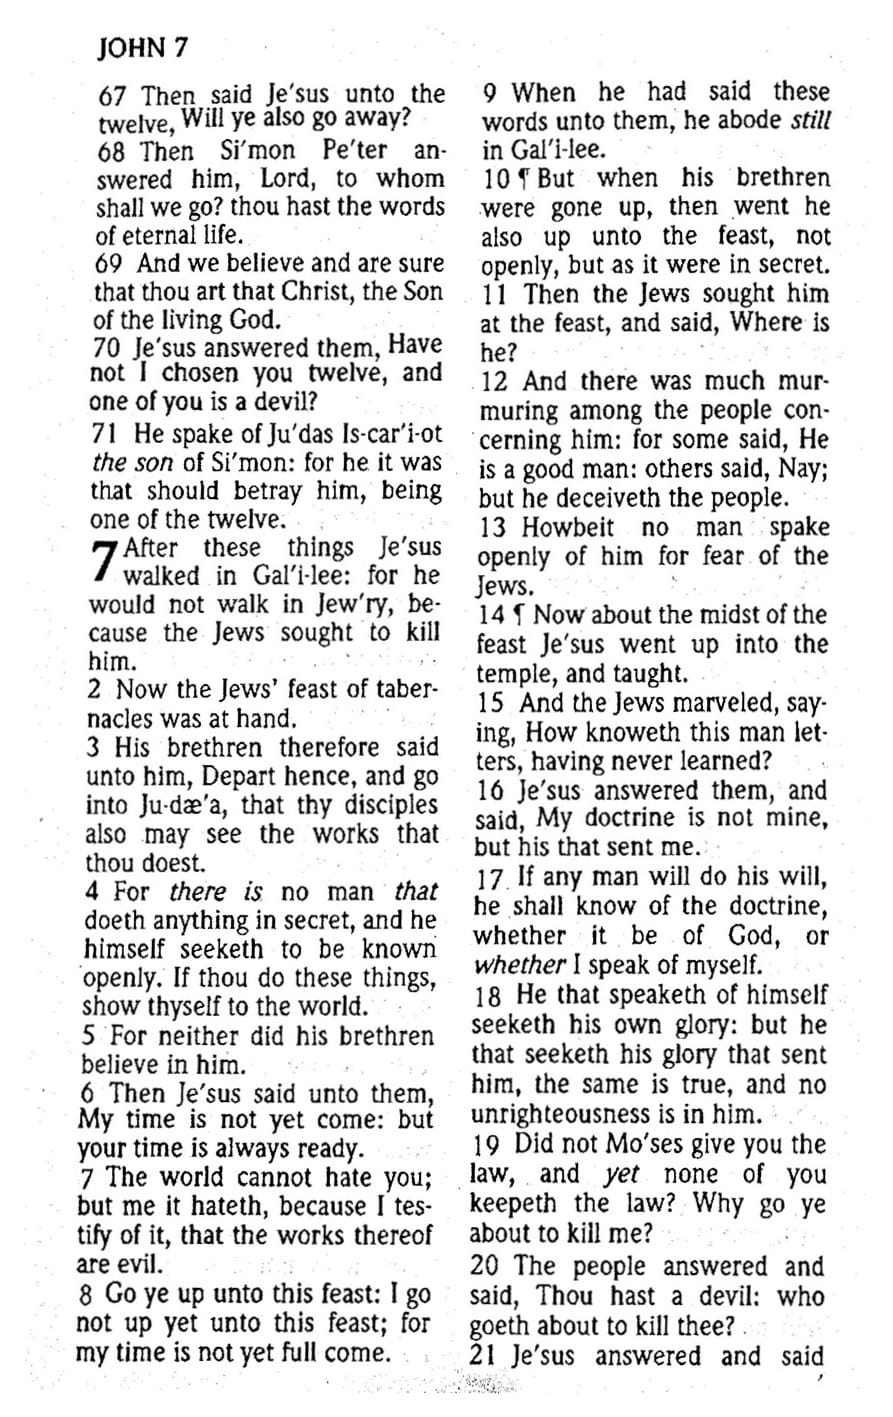 JOHN 7
67 Then said Je′sus unto the
twelve, Will ye also go away?
68 Then Si′mon Pe′ter an-
swered him, Lord, to whom
shall we go? thou hast the words
of eternal life.
69 And we believe and are sure
that thou art that Christ, the Son
of the living God.
70 Je′sus answered them, Have
not I chosen you twelve, and
one of you is a devil?
71 He spake of Ju′das Is-car′i-ot
the son of Si′mon: for he it was
that should betray him, being
one of the twelve.
7 After these things Je′sus
walked in Gal′i-lee: for he
would not walk in Jew′ry, be-
cause the Jews sought to kill
him.
2 Now the Jews' feast of taber-
nacles was at hand.
3 His brethren therefore said
unto him, Depart hence, and go
into Ju-dæ′a, that thy disciples
also may see the works that
thou doest.
4 For there is no man that
doeth anything in secret, and he
himself seeketh to be known
openly. If thou do these things,
show thyself to the world.
5 For neither did his brethren
believe in him.
6 Then Je′sus said unto them,
My time is not yet come: but
your time is always ready.
7 The world cannot hate you;
but me it hateth, because I tes-
tify of it, that the works thereof
are evil.
8 Go ye up unto this feast: I go
not up yet unto this feast; for
my time is not yet full come.
9 When he had said these
words unto them, he abode still
in Gal′i-lee.
10 ¶ But when his brethren
were gone up, then went he
also up unto the feast, not
openly, but as it were in secret.
11 Then the Jews sought him
at the feast, and said, Where is
he?
12 And there was much mur-
muring among the people con-
cerning him: for some said, He
is a good man: others said, Nay;
but he deceiveth the people.
13 Howbeit no man spake
openly of him for fear of the
Jews.
14 ¶ Now about the midst of the
feast Je′sus went up into the
temple, and taught.
15 And the Jews marveled, say-
ing, How knoweth this man let-
ters, having never learned?
16 Je′sus answered them, and
said, My doctrine is not mine,
but his that sent me.
17 If any man will do his will,
he shall know of the doctrine,
whether it be of God, or
whether I speak of myself.
18 He that speaketh of himself
seeketh his own glory: but he
that seeketh his glory that sent
him, the same is true, and no
unrighteousness is in him.
19 Did not Mo′ses give you the
law, and yet none of you
keepeth the law? Why go ye
about to kill me?
20 The people answered and
said, Thou hast a devil: who
goeth about to kill thee?
21 Je′sus answered and said